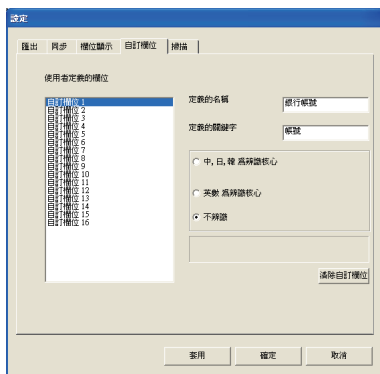 設定
匯出 同步 欄位顯示 自訂欄位 掃描
使用者定義的欄位
自訂欄位 1
自訂欄位 2
自訂欄位 3
自訂欄位 4
自訂欄位 5
自訂欄位 6
自訂欄位 7
自訂欄位 8
自訂欄位 9
自訂欄位 10
自訂欄位 11
自訂欄位 12
自訂欄位 13
自訂欄位 14
自訂欄位 15
自訂欄位 16
定義的名稱 銀行帳號
定義的關鍵字 帳號
中, 日, 韓 為辨識核心
英數 為辨識核心
不辨識
清除自訂欄位
套用 確定 取消